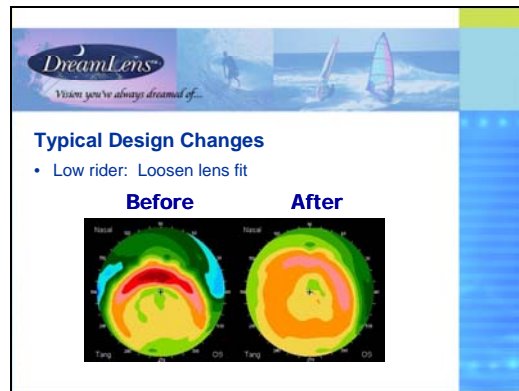 DreamLens
Vision you've always dreamed of...
Typical Design Changes
• Low rider: Loosen lens fit
Before After
Nasal Nasal
Tang OS Tang OS